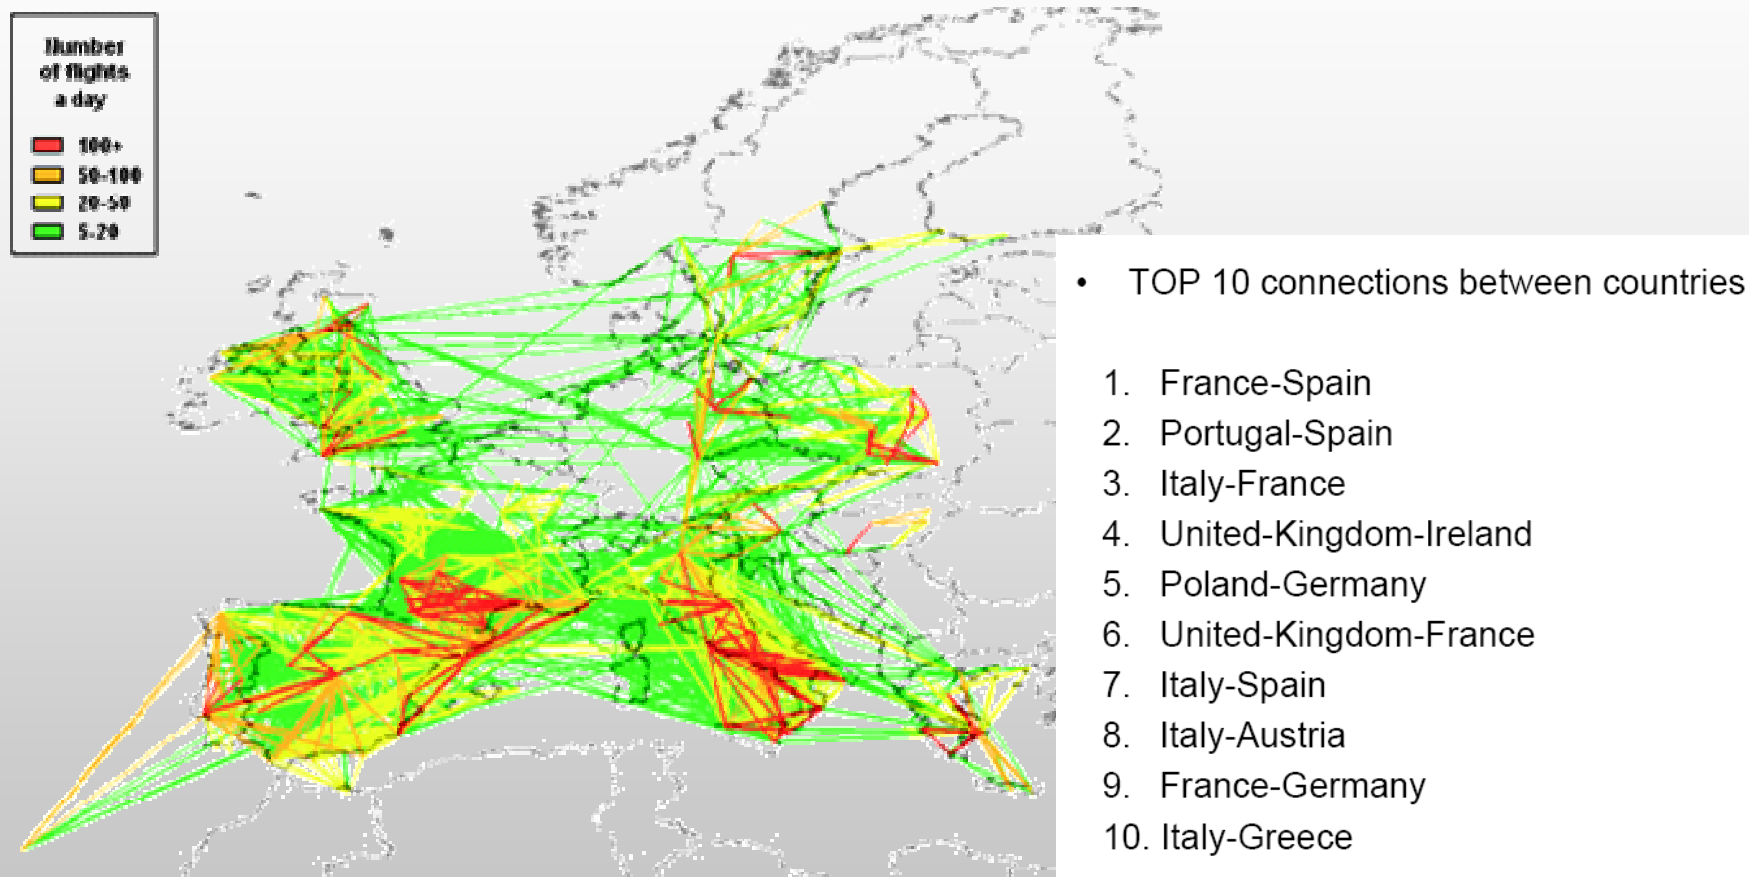 Number
of flights
a day
100+
50-100
20-50
5-20
• TOP 10 connections between countries
1. France-Spain
2. Portugal-Spain
3. Italy-France
4. United-Kingdom-Ireland
5. Poland-Germany
6. United-Kingdom-France
7. Italy-Spain
8. Italy-Austria
9. France-Germany
10. Italy-Greece